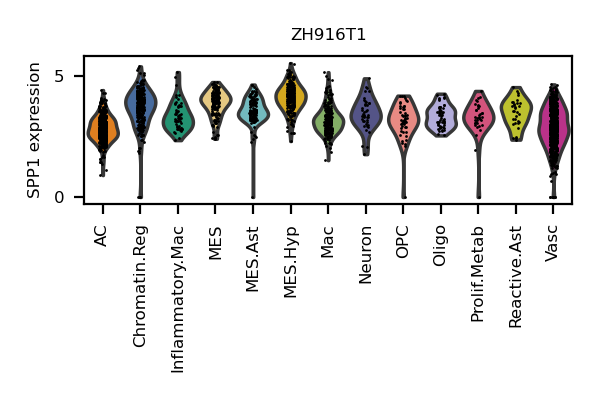 ZH916T1
SPP1 expression
5
0
AC
Chromatin.Reg
Inflammatory.Mac
MES
MES.Ast
MES.Hyp
Mac
Neuron
OPC
Oligo
Prolif.Metab
Reactive.Ast
Vasc